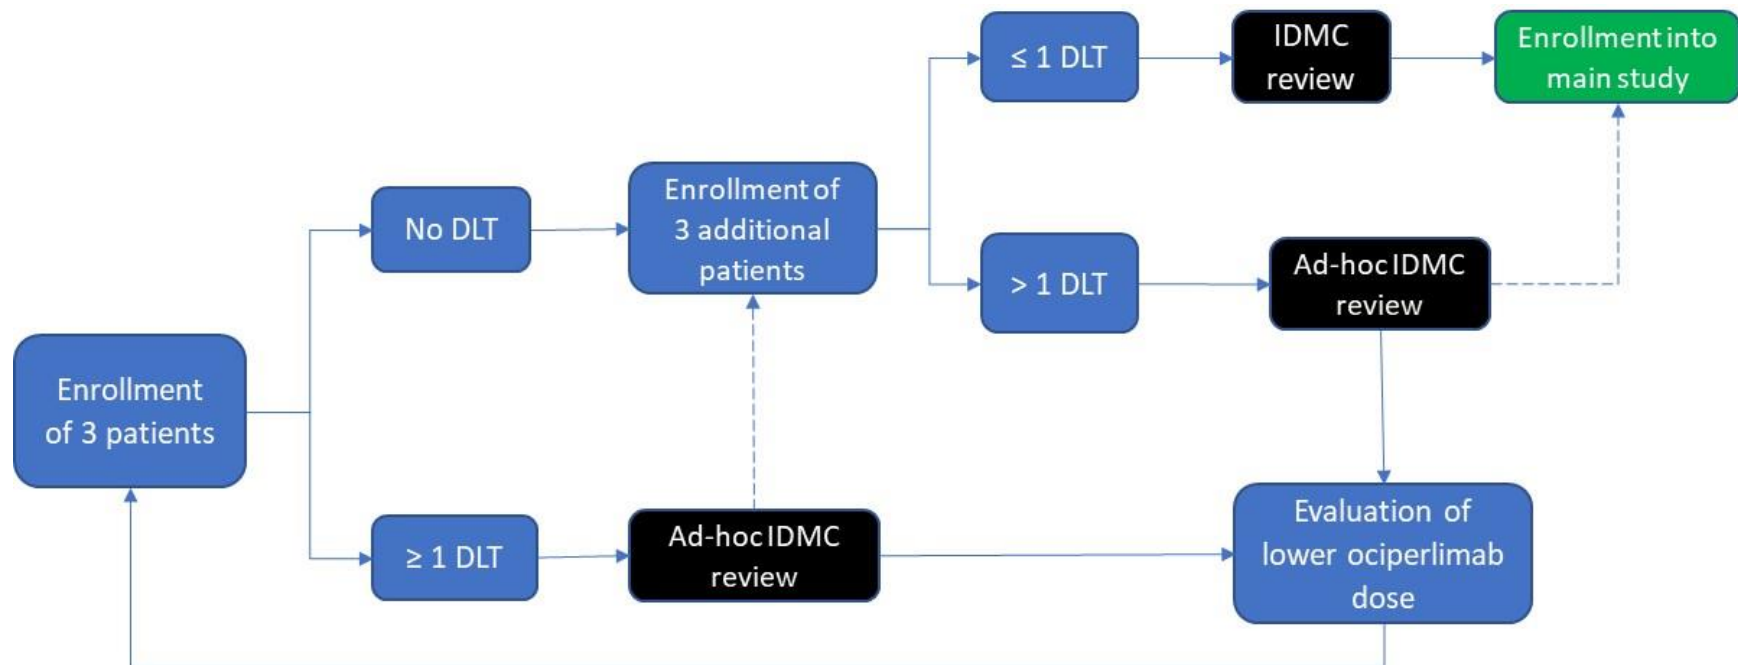 Enrollment
of 3 patients
No DLT
≥ 1 DLT
Enrollment of
3 additional
patients
Ad-hoc IDMC
review
≤ 1 DLT
> 1 DLT
IDMC
review
Ad-hoc IDMC
review
Enrollment into
main study
Evaluation of
lower ociperlimab
dose